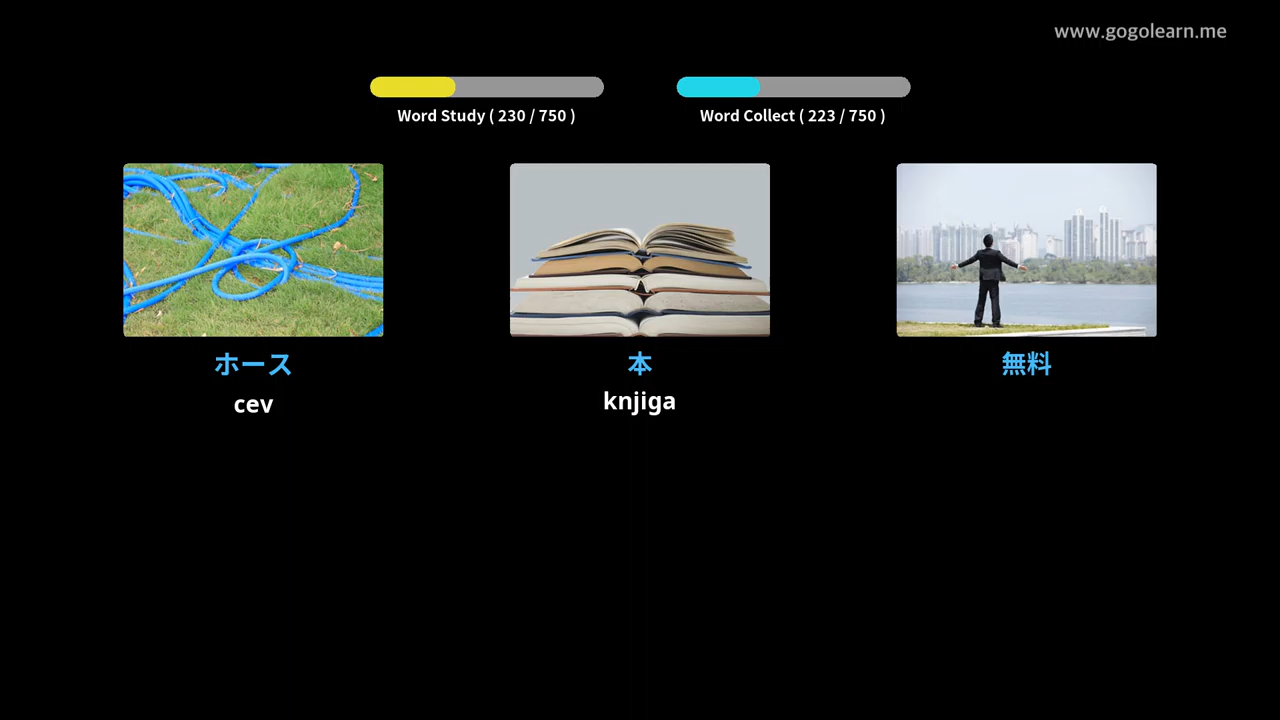 www.gogolearn.me
Word Study ( 230 / 750 )
Word Collect ( 223 / 750 )
ホース
本
無料
cev
knjiga